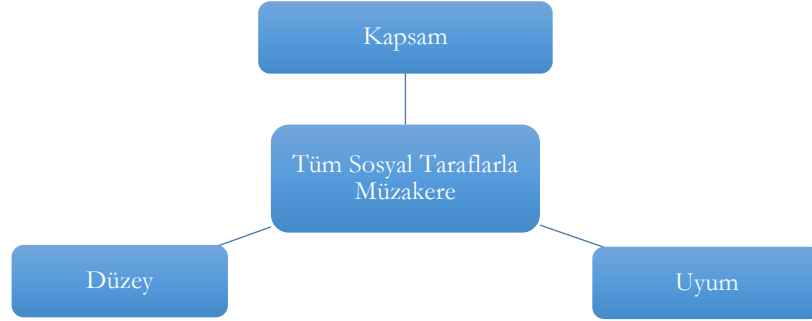 Kapsam
Tüm Sosyal Taraflarla
Müzakere
Düzey
Uyum